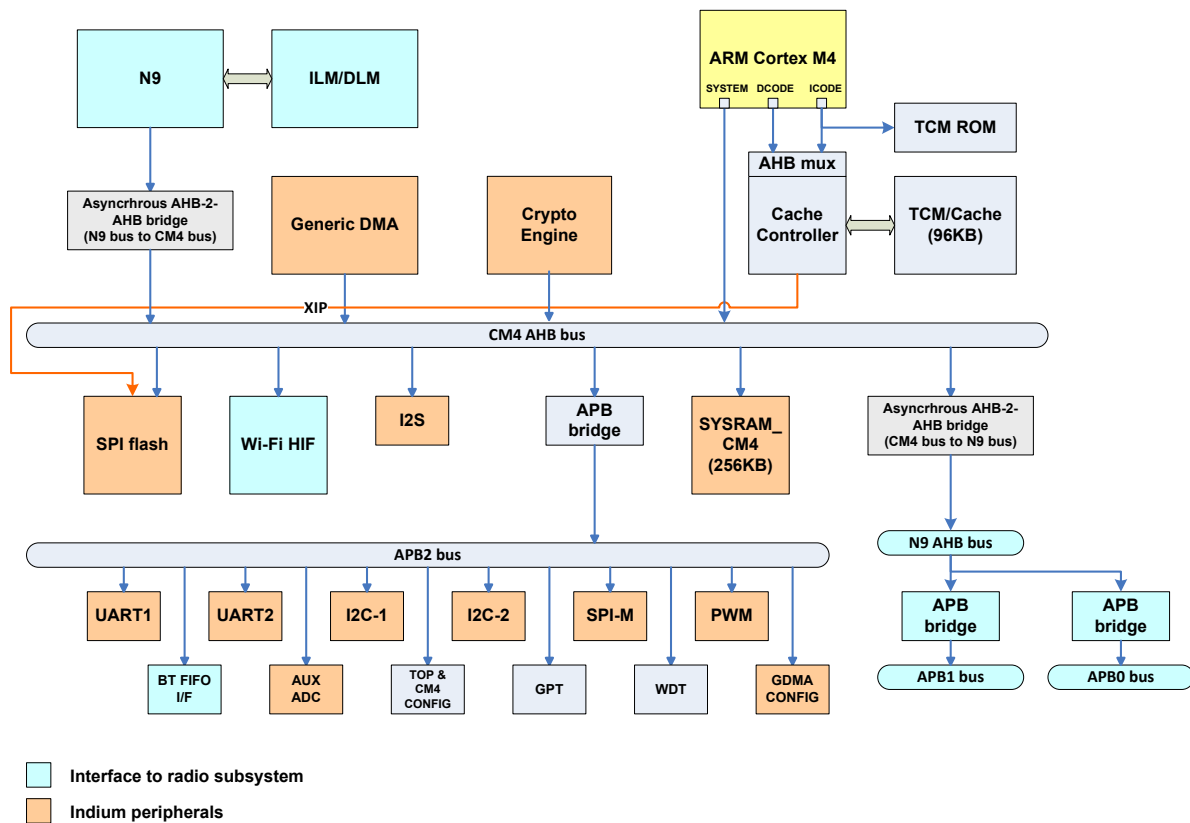 N9
ILM/DLM
ARM Cortex M4
SYSTEM
DCODE
ICODE
TCM ROM
AHB mux
Cache
Controller
TCM/Cache
(96KB)
Asyncrhrous AHB-2-
AHB bridge
(N9 bus to CM4 bus)
Generic DMA
Crypto
Engine
XIP
CM4 AHB bus
SPI flash
Wi-Fi HIF
I2S
APB
bridge
SYSRAM_
CM4
(256KB)
Asyncrhrous AHB-2-
AHB bridge
(CM4 bus to N9 bus)
APB2 bus
N9 AHB bus
UART1
UART2
I2C-1
I2C-2
SPI-M
PWM
APB
bridge
APB
bridge
BT FIFO
I/F
AUX
ADC
TOP &
CM4
CONFIG
GPT
WDT
GDMA
CONFIG
APB1 bus
APB0 bus
Interface to radio subsystem
Indium peripherals